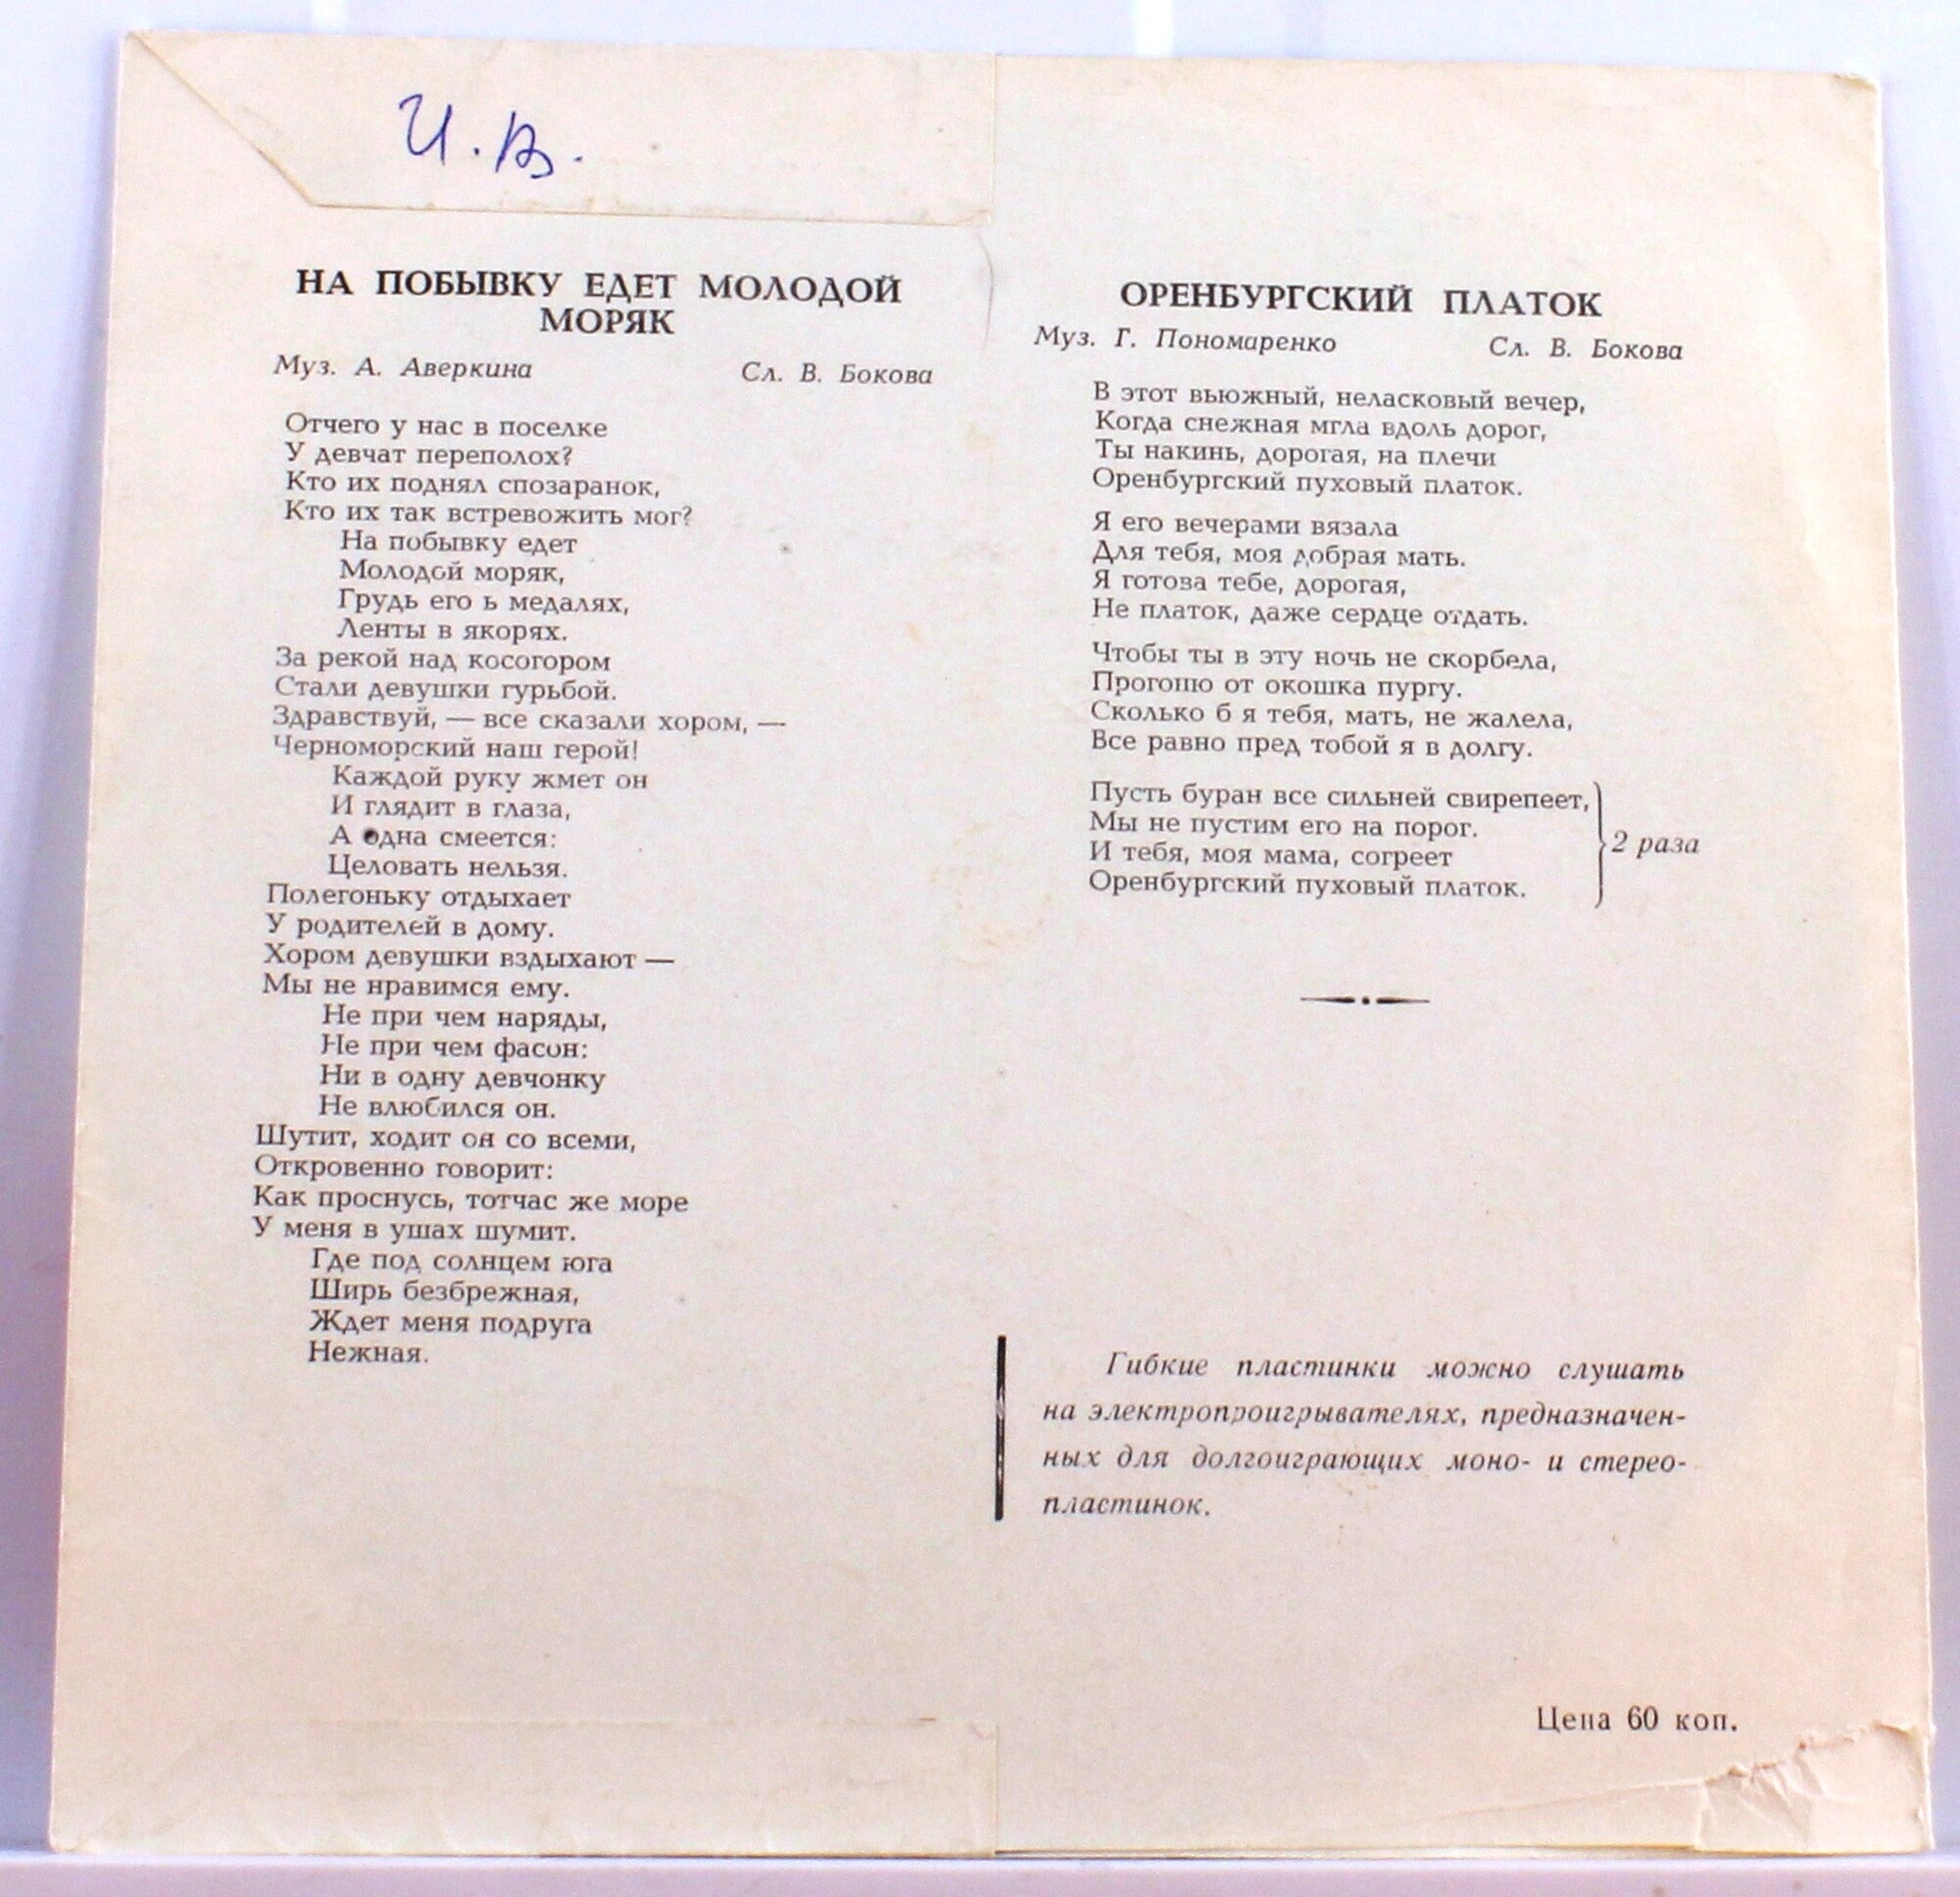 И. В.
НА ПОБЫВКУ ЕДЕТ МОЛОДОЙ
МОРЯК
Муз. А. Аверкина Сл. В. Бокова
Отчего у нас в поселке
У девчат переполох?
Кто их поднял спозаранок,
Кто их так встревожить мог?
На побывку едет
Молодой моряк,
Грудь его ь медалях,
Ленты в якорях.
За рекой над косогором
Стали девушки гурьбой.
Здравствуй, — все сказали хором, —
Черноморский наш герой!
Каждой руку жмет он
И глядит в глаза,
А одна смеется:
Целовать нельзя.
Полегоньку отдыхает
У родителей в дому.
Хором девушки вздыхают —
Мы не нравимся ему.
Не при чем наряды,
Не при чем фасон:
Ни в одну девчонку
Не влюбился он.
Шутит, ходит он со всеми,
Откровенно говорит:
Как проснусь, тотчас же море
У меня в ушах шумит.
Где под солнцем юга
Ширь безбрежная,
Ждет меня подруга
Нежная.
ОРЕНБУРГСКИЙ ПЛАТОК
Муз. Г. Пономаренко Сл. В. Бокова
В этот вьюжный, неласковый вечер,
Когда снежная мгла вдоль дорог,
Ты накинь, дорогая, на плечи
Оренбургский пуховый платок.
Я его вечерами вязала
Для тебя, моя добрая мать.
Я готова тебе, дорогая,
Не платок, даже сердце отдать.
Чтобы ты в эту ночь не скорбела,
Прогоню от окошка пургу.
Сколько б я тебя, мать, не жалела,
Все равно пред тобой я в долгу.
Пусть буран все сильней свирепеет,
Мы не пустим его на порог.
И тебя, моя мама, согреет
Оренбургский пуховый платок.
2 раза
Гибкие пластинки можно слушать
на электропроигрывателях, предназначен-
ных для долгоиграющих моно- и стерео-
пластинок.
Цена 60 коп.